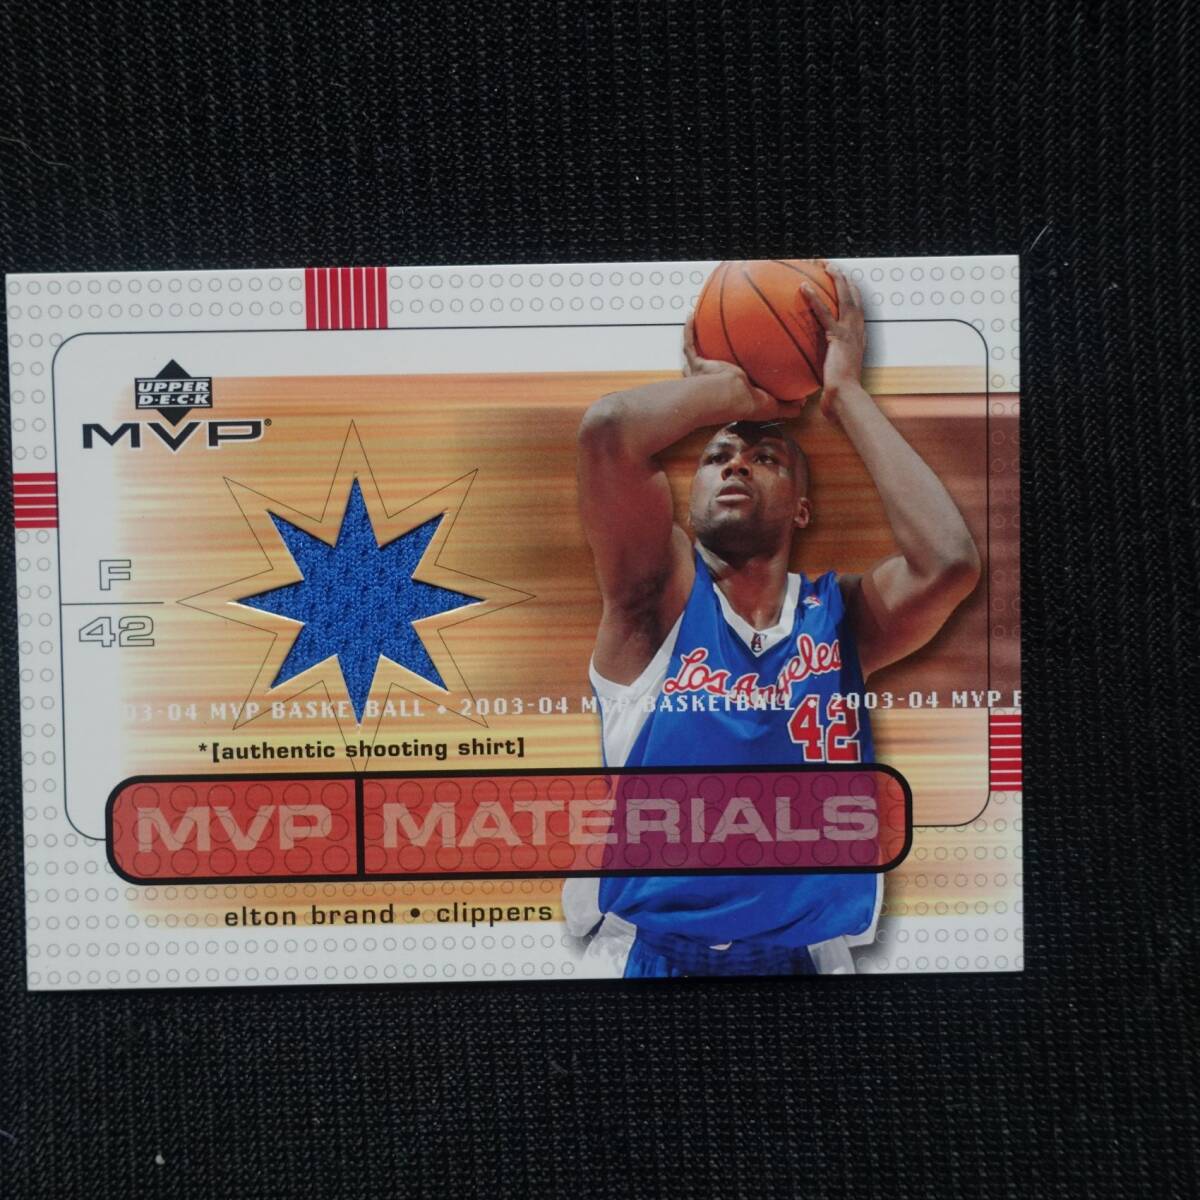 UPPER
D·E·C·K
MVP®
F
42
Los Angeles
42
03-04 MVP BASKETBALL • 2003-04 MVP BASKETBALL • 2003-04 MVP B
*[authentic shooting shirt]
MVP MATERIALS
elton brand • clippers